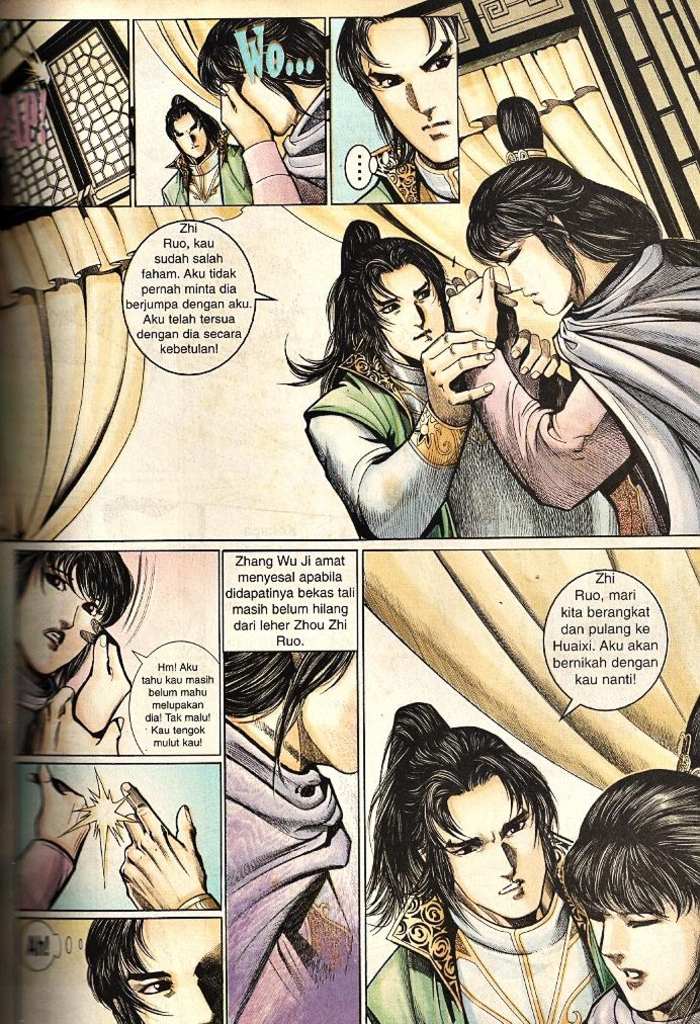 Wo...
...
Zhi
Ruo, kau
sudah salah
faham. Aku tidak
pernah minta dia
berjumpa dengan aku.
Aku telah tersua
dengan dia secara
kebetulan!
Hm! Aku
tahu kau masih
belum mahu
melupakan
dia! Tak malu!
Kau tengok
mulut kau!
Zhang Wu Ji amat
menyesal apabila
didapatinya bekas tali
masih belum hilang
dari leher Zhou Zhi
Ruo.
Zhi
Ruo, mari
kita berangkat
dan pulang ke
Huaixi. Aku akan
bernikah dengan
kau nanti!